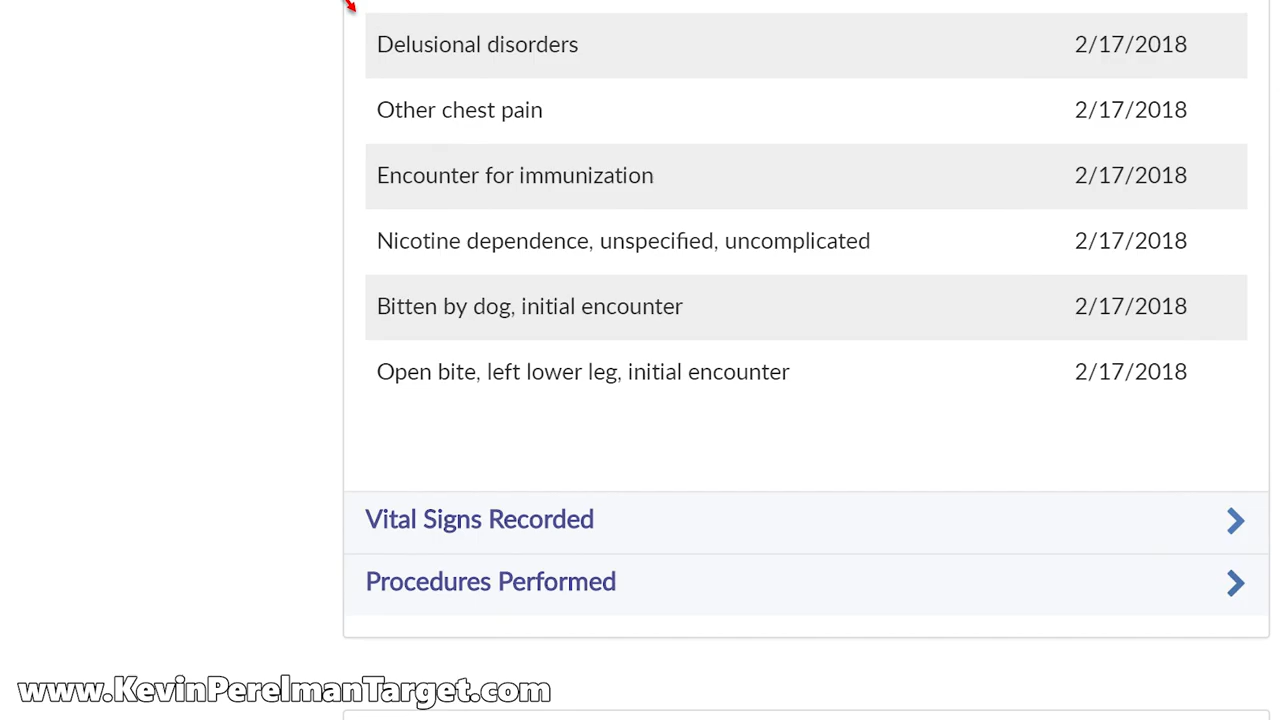 Delusional disorders 2/17/2018
Other chest pain 2/17/2018
Encounter for immunization 2/17/2018
Nicotine dependence, unspecified, uncomplicated 2/17/2018
Bitten by dog, initial encounter 2/17/2018
Open bite, left lower leg, initial encounter 2/17/2018
Vital Signs Recorded
Procedures Performed
www.KevinPerelmanTarget.com